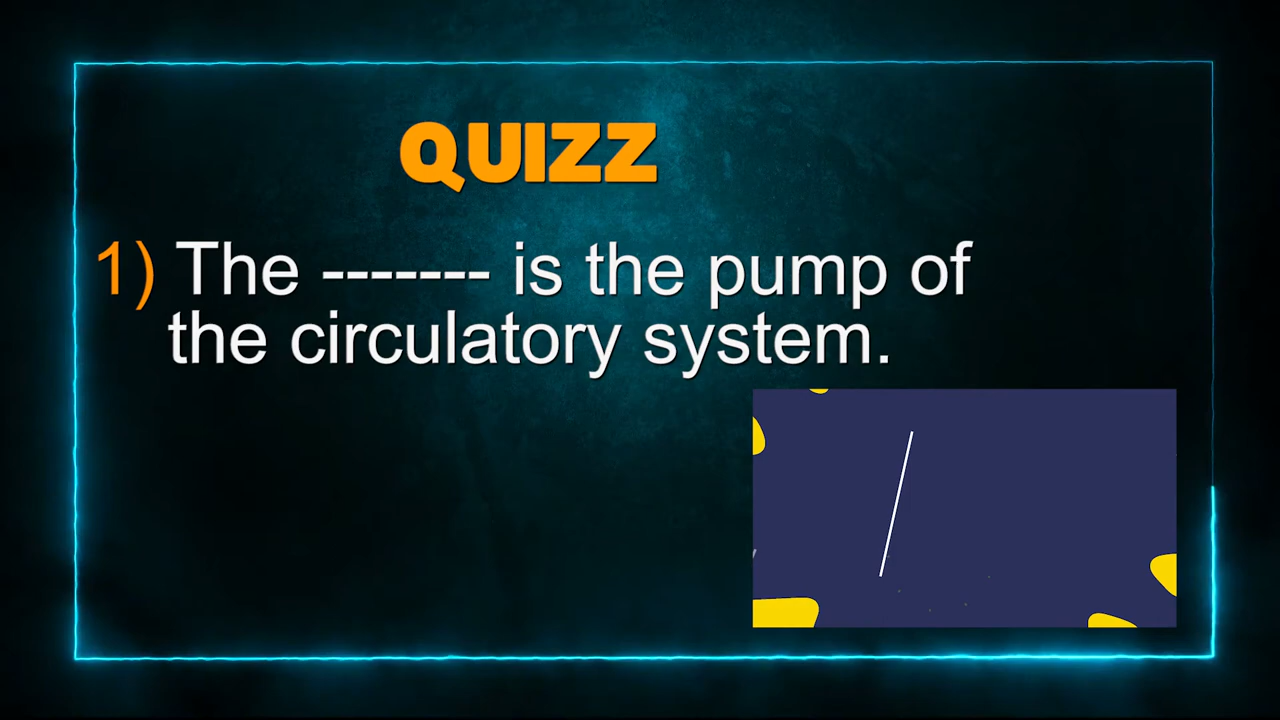 QUIZZ
1) The ------- is the pump of
the circulatory system.